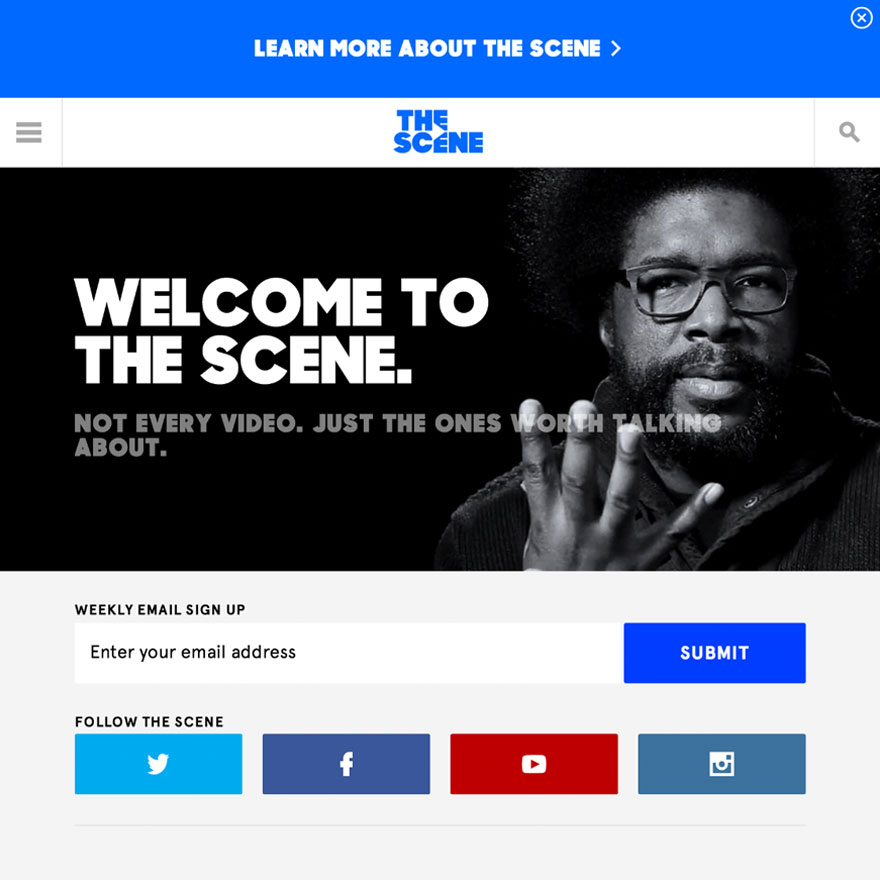 LEARN MORE ABOUT THE SCENE >
THE
SCENE
WELCOME TO
THE SCENE.
NOT EVERY VIDEO. JUST THE ONES WORTH TALKING
ABOUT.
WEEKLY EMAIL SIGN UP
Enter your email address
SUBMIT
FOLLOW THE SCENE